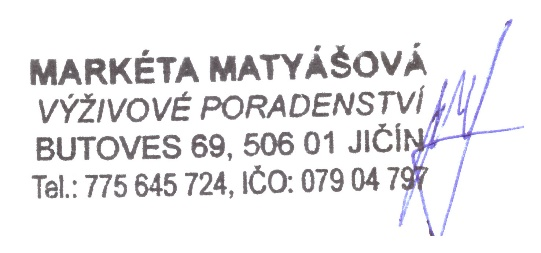 MARKÉTA MATYÁŠOVÁ
VÝŽIVOVÉ PORADENSTVÍ
BUTOVES 69, 506 01 JIČÍN
Tel.: 775 645 724, IČO: 079 04 797